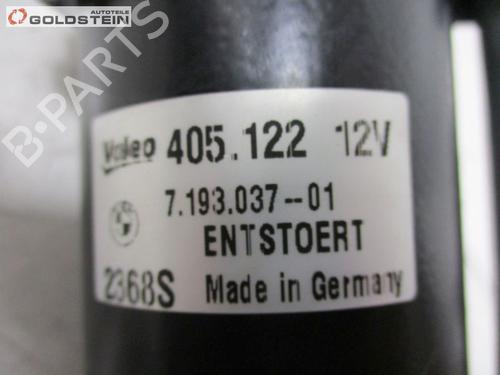 AUTOTEILE
GOLDSTEIN
B-PARTS
Valeo 405.122 12V
7.193.037--01
ENTSTOERT
2368S Made in Germany